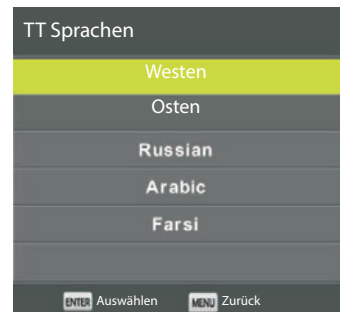 TT Sprachen
Westen
Osten
Russian
Arabic
Farsi
ENTER Auswählen MENU Zurück